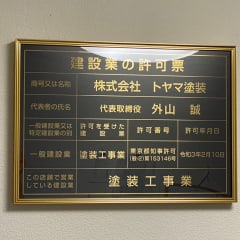 建設業の許可票
商号又は名称 株式会社 トヤマ塗装
代表者の氏名 代表取締役 外山 誠
一般建設業又は特定建設業の別 許可を受けた建設業 許可番号 許可年月日
一般建設業 塗装工事業 東京都知事許可(般-2)第153146号 令和3年2月10日
この店舗で営業している建設業 塗装工事業